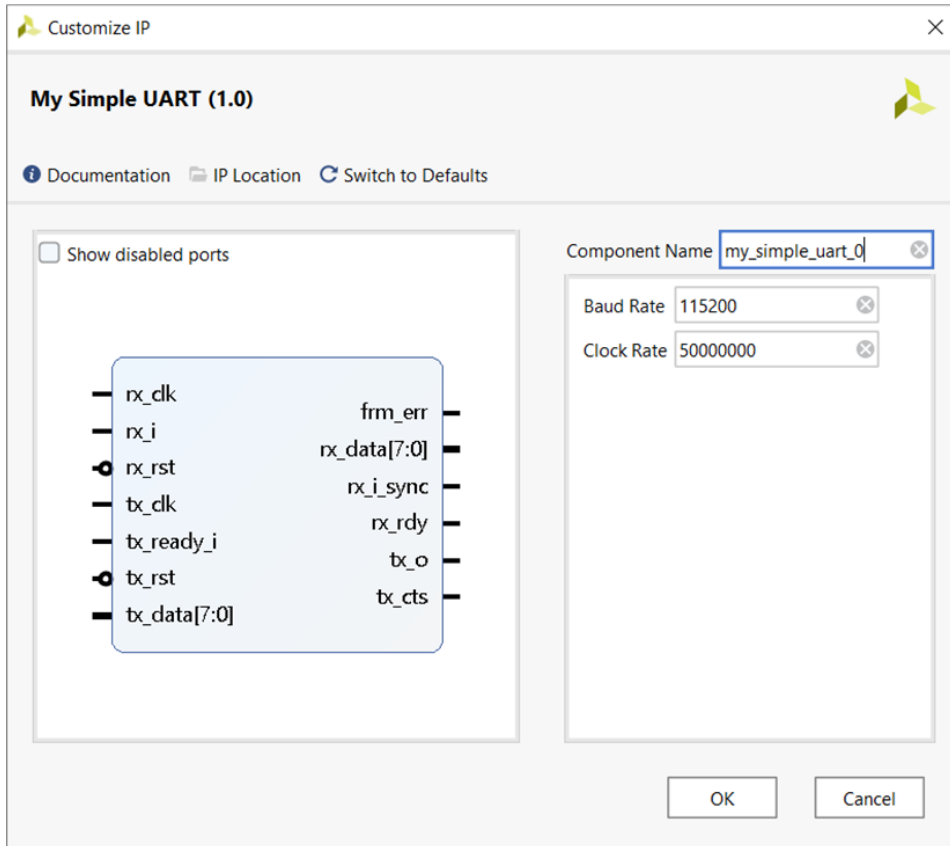 Customize IP
My Simple UART (1.0)
Documentation IP Location Switch to Defaults
Show disabled ports
rx_clk
rx_i
rx_rst
tx_clk
tx_ready_i
tx_rst
tx_data[7:0]
frm_err
rx_data[7:0]
rx_i_sync
rx_rdy
tx_o
tx_cts
Component Name my_simple_uart_0
Baud Rate 115200
Clock Rate 50000000
OK Cancel